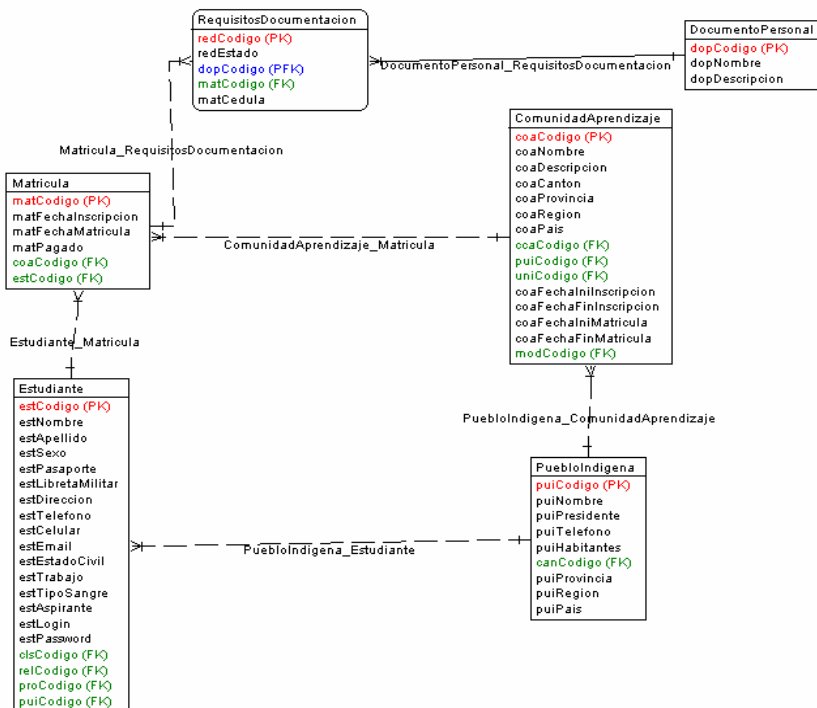 RequisitosDocumentacion
redCodigo (PK)
redEstado
dopCodigo (PFK)
matCodigo (FK)
matCedula
DocumentoPersonal_RequisitosDocumentacion
DocumentoPersonal
dopCodigo (PK)
dopNombre
dopDescripcion
Matricula_RequisitosDocumentacion
ComunidadAprendizaje
coaCodigo (PK)
coaNombre
coaDescripcion
coaCanton
coaProvincia
coaRegion
coaPais
ccaCodigo (FK)
puiCodigo (FK)
uniCodigo (FK)
coaFechaIniInscripcion
coaFechaFinInscripcion
coaFechaIniMatricula
coaFechaFinMatricula
modCodigo (FK)
Matricula
matCodigo (PK)
matFechaInscripcion
matFechaMatricula
matPagado
coaCodigo (FK)
estCodigo (FK)
ComunidadAprendizaje_Matricula
Estudiante_Matricula
Estudiante
estCodigo (PK)
estNombre
estApellido
estSexo
estPasaporte
estLibretaMilitar
estDireccion
estTelefono
estCelular
estEmail
estEstadoCivil
estTrabajo
estTipoSangre
estAspirante
estLogin
estPassword
clsCodigo (FK)
relCodigo (FK)
proCodigo (FK)
puiCodigo (FK)
PuebloIndigena_ComunidadAprendizaje
PuebloIndigena_Estudiante
PuebloIndigena
puiCodigo (PK)
puiNombre
puiPresidente
puiTelefono
puiHabitantes
canCodigo (FK)
puiProvincia
puiRegion
puiPais